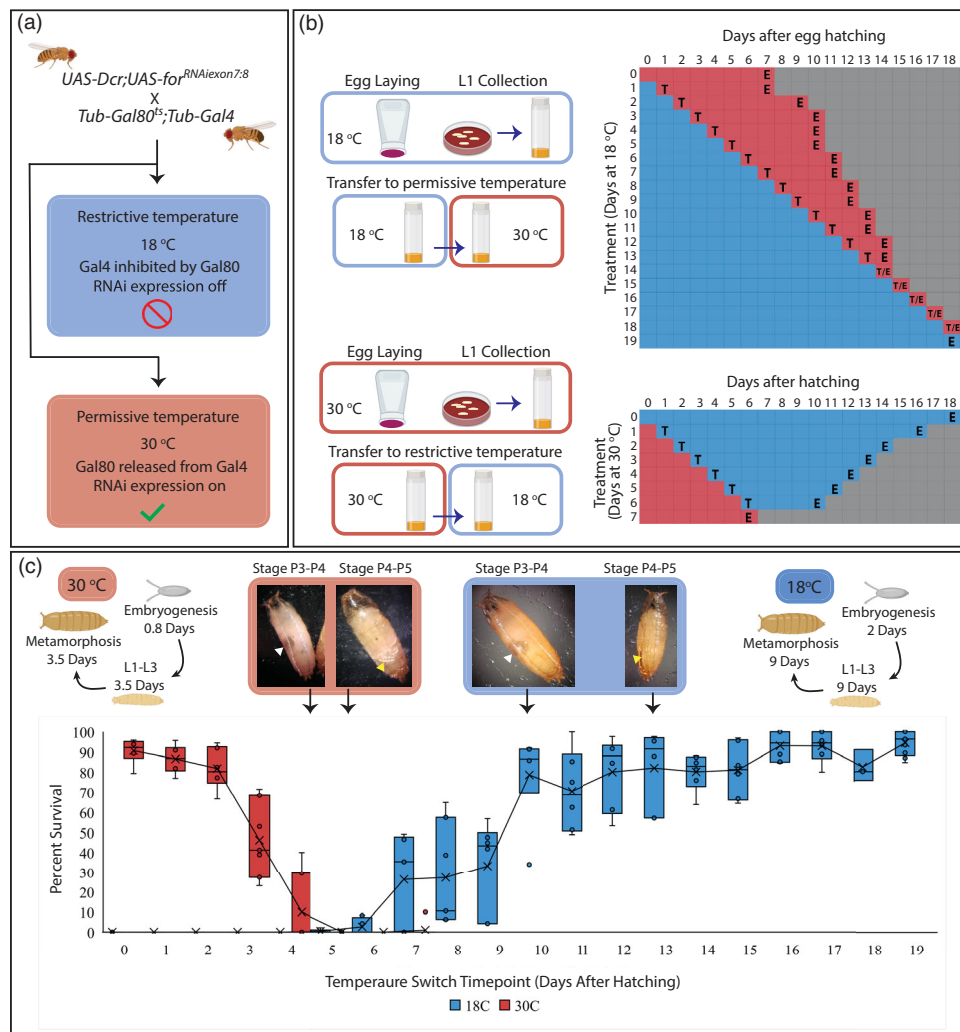 (a)
UAS-Dcr;UAS-for^RNAiexon7:8
X
Tub-Gal80^ts;Tub-Gal4
Restrictive temperature
18 °C
Gal4 inhibited by Gal80
RNAi expression off
Permissive temperature
30 °C
Gal80 released from Gal4
RNAi expression on
(b)
Egg Laying L1 Collection
18 °C
Transfer to permissive temperature
18 °C 30 °C
Days after egg hatching
0 1 2 3 4 5 6 7 8 9 10 11 12 13 14 15 16 17 18
Treatment (Days at 18 °C)
0 E
1 T E
2 T E
3 T E
4 T E
5 T E
6 T E
7 T E
8 T E
9 T E
10 T E
11 T E
12 T E
13 T E
14 T/E
15 T/E
16 T/E
17 T/E
18 T/E
19 E
Egg Laying L1 Collection
30 °C
Transfer to restrictive temperature
30 °C 18 °C
Days after hatching
0 1 2 3 4 5 6 7 8 9 10 11 12 13 14 15 16 17 18
Treatment
(Days at 30 °C)
0 E
1 T E
2 T E
3 T E
4 T E
5 T E
6 T E
7 E
(c)
30 °C
Embryogenesis
0.8 Days
Metamorphosis
3.5 Days
L1-L3
3.5 Days
Stage P3-P4 Stage P4-P5
Stage P3-P4 Stage P4-P5
18°C
Embryogenesis
2 Days
Metamorphosis
9 Days
L1-L3
9 Days
Percent Survival
100
90
80
70
60
50
40
30
20
10
0
0 1 2 3 4 5 6 7 8 9 10 11 12 13 14 15 16 17 18 19
Temperaure Switch Timepoint (Days After Hatching)
18C 30C